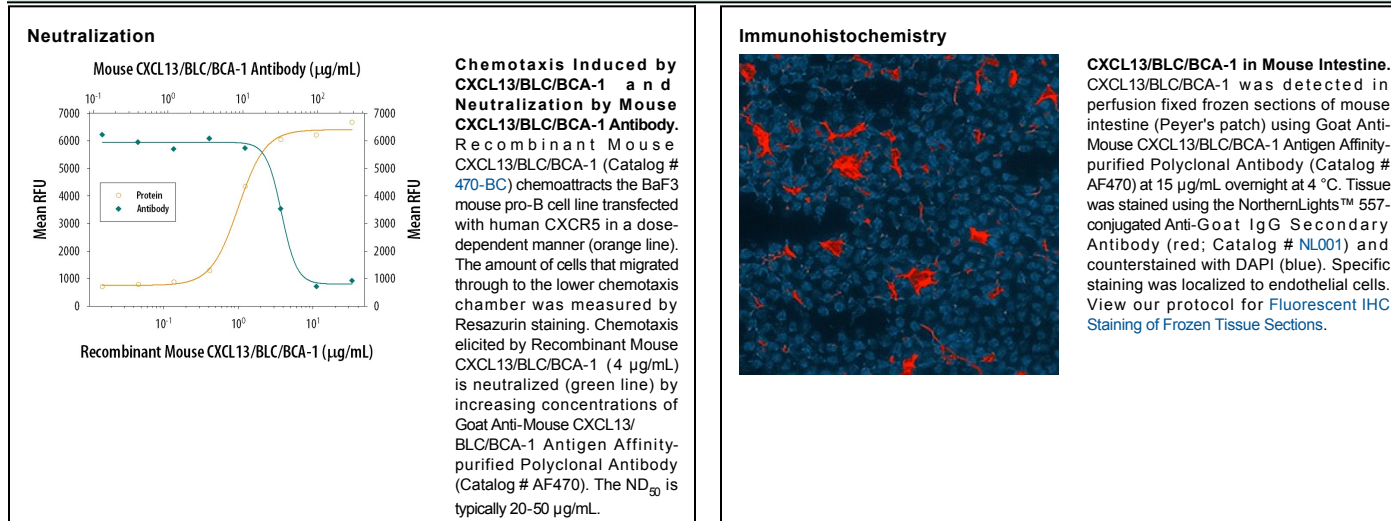 Neutralization
Mouse CXCL13/BLC/BCA-1 Antibody (µg/mL)
10-1 100 101 102
7000 7000
6000 6000
5000 5000
4000 4000
3000 3000
2000 2000
1000 1000
0 0
Mean RFU
Protein
Antibody
Mean RFU
10-1 100 101
Recombinant Mouse CXCL13/BLC/BCA-1 (µg/mL)
Chemotaxis Induced by
CXCL13/BLC/BCA-1 and
Neutralization by Mouse
CXCL13/BLC/BCA-1 Antibody.
Recombinant Mouse
CXCL13/BLC/BCA-1 (Catalog #
470-BC) chemoattracts the BaF3
mouse pro-B cell line transfected
with human CXCR5 in a dose-
dependent manner (orange line).
The amount of cells that migrated
through to the lower chemotaxis
chamber was measured by
Resazurin staining. Chemotaxis
elicited by Recombinant Mouse
CXCL13/BLC/BCA-1 (4 µg/mL)
is neutralized (green line) by
increasing concentrations of
Goat Anti-Mouse CXCL13/
BLC/BCA-1 Antigen Affinity-
purified Polyclonal Antibody
(Catalog # AF470). The ND50 is
typically 20-50 µg/mL.
Immunohistochemistry
CXCL13/BLC/BCA-1 in Mouse Intestine.
CXCL13/BLC/BCA-1 was detected in
perfusion fixed frozen sections of mouse
intestine (Peyer's patch) using Goat Anti-
Mouse CXCL13/BLC/BCA-1 Antigen Affinity-
purified Polyclonal Antibody (Catalog #
AF470) at 15 µg/mL overnight at 4 °C. Tissue
was stained using the NorthernLights™ 557-
conjugated Anti-Goat IgG Secondary
Antibody (red; Catalog # NL001) and
counterstained with DAPI (blue). Specific
staining was localized to endothelial cells.
View our protocol for Fluorescent IHC
Staining of Frozen Tissue Sections.